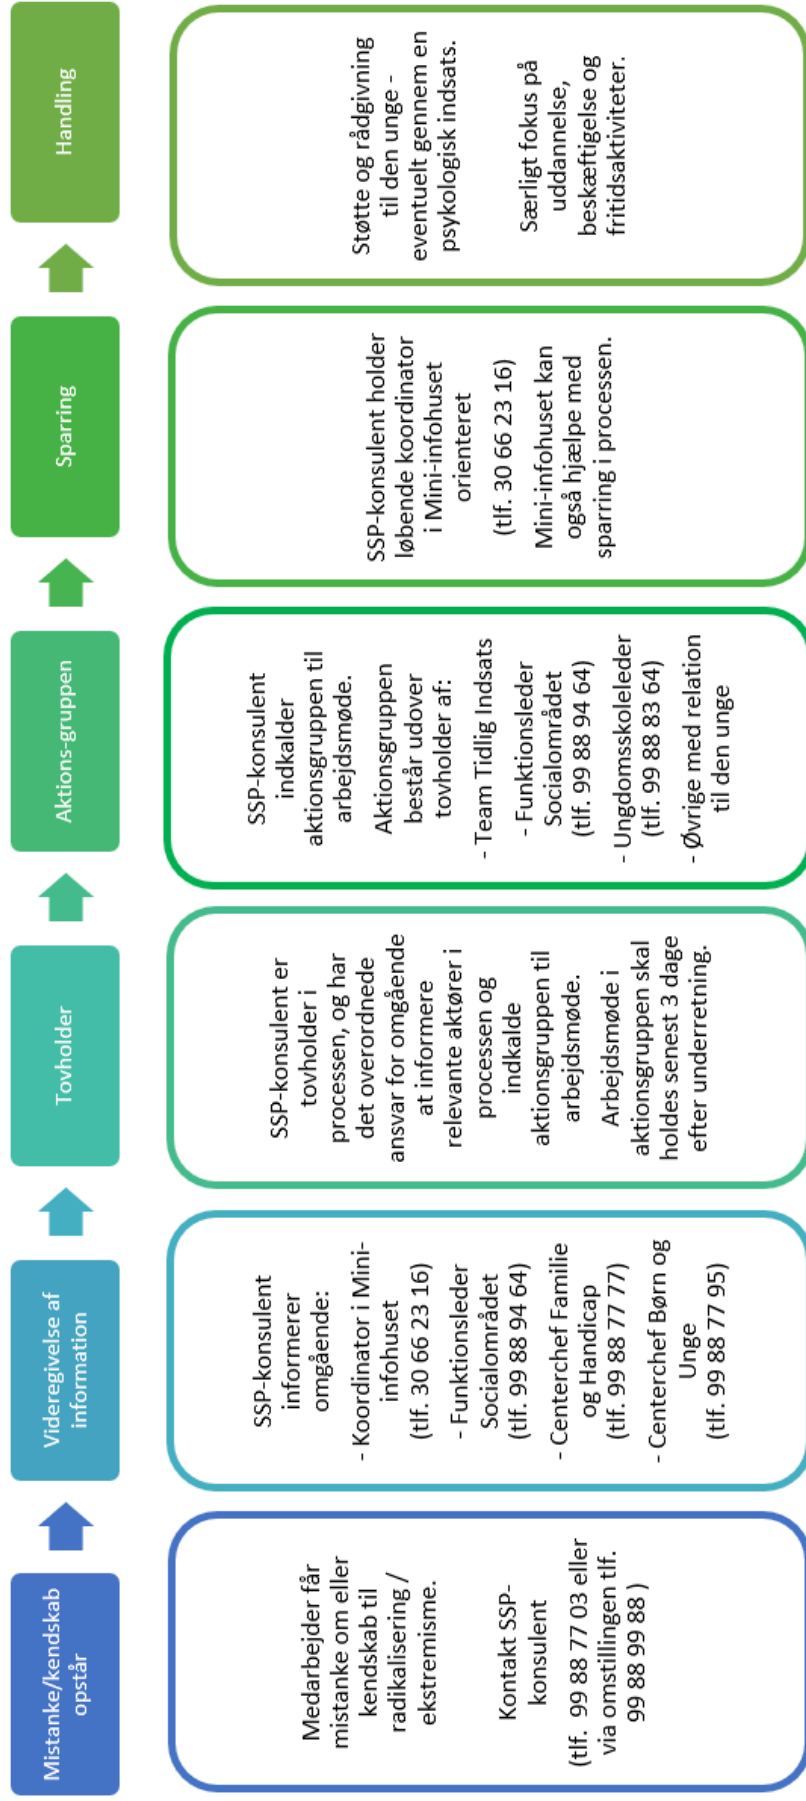 Mistanke/kendskab
opstår
Medarbejder får
mistanke om eller
kendskab til
radikalisering /
ekstremisme.
Kontakt SSP-
konsulent
(tlf. 99 88 77 03 eller
via omstillingen tlf.
99 88 99 88 )
Videregivelse af
information
SSP-konsulent
informerer
omgående:
- Koordinator i Mini-
infohuset
(tlf. 30 66 23 16)
- Funktionsleder
Socialområdet
(tlf. 99 88 94 64)
- Centerchef Familie
og Handicap
(tlf. 99 88 77 77)
- Centerchef Børn og
Unge
(tlf. 99 88 77 95)
Tovholder
SSP-konsulent er
tovholder i
processen, og har
det overordnede
ansvar for omgående
at informere
relevante aktører i
processen og
indkalde
aktionsgruppen til
arbejdsmøde.
Arbejdsmøde i
aktionsgruppen skal
holdes senest 3 dage
efter underretning.
Aktions-gruppen
SSP-konsulent
indkalder
aktionsgruppen til
arbejdsmøde.
Aktionsgruppen
består udover
tovholder af:
- Team Tidlig Indsats
- Funktionsleder
Socialområdet
(tlf. 99 88 94 64)
- Ungdomsskoleleder
(tlf. 99 88 83 64)
- Øvrige med relation
til den unge
Sparring
SSP-konsulent holder
løbende koordinator
i Mini-infohuset
orienteret
(tlf. 30 66 23 16)
Mini-infohuset kan
også hjælpe med
sparring i processen.
Handling
Støtte og rådgivning
til den unge -
eventuelt gennem en
psykologisk indsats.
Særligt fokus på
uddannelse,
beskæftigelse og
fritidsaktiviteter.